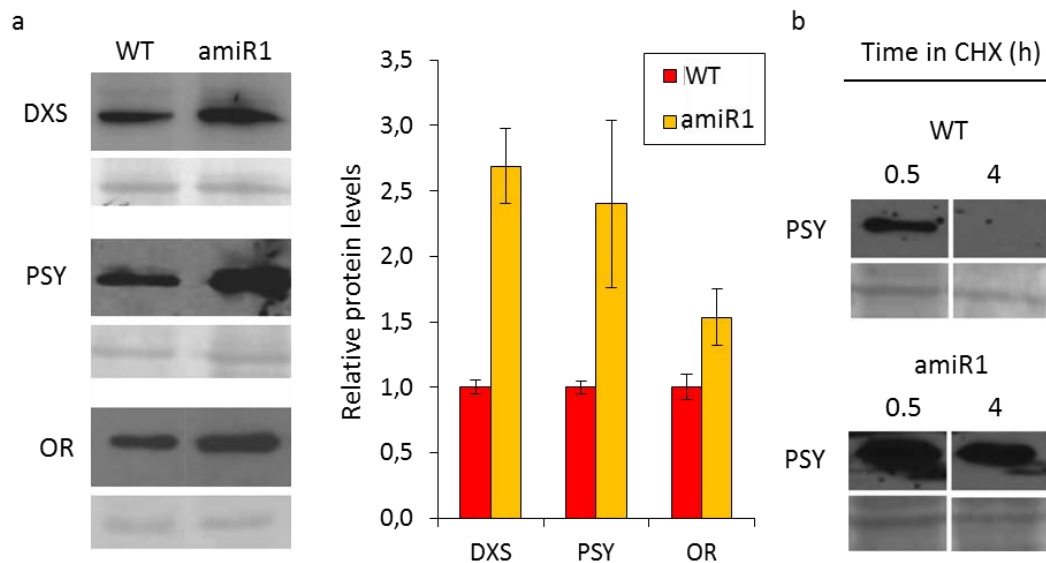 a
WT amiR1
DXS
PSY
OR
Relative protein levels
3,5
3,0
2,5
2,0
1,5
1,0
0,5
0,0
WT
amiR1
DXS PSY OR
b
Time in CHX (h)
WT
0.5 4
PSY
amiR1
0.5 4
PSY